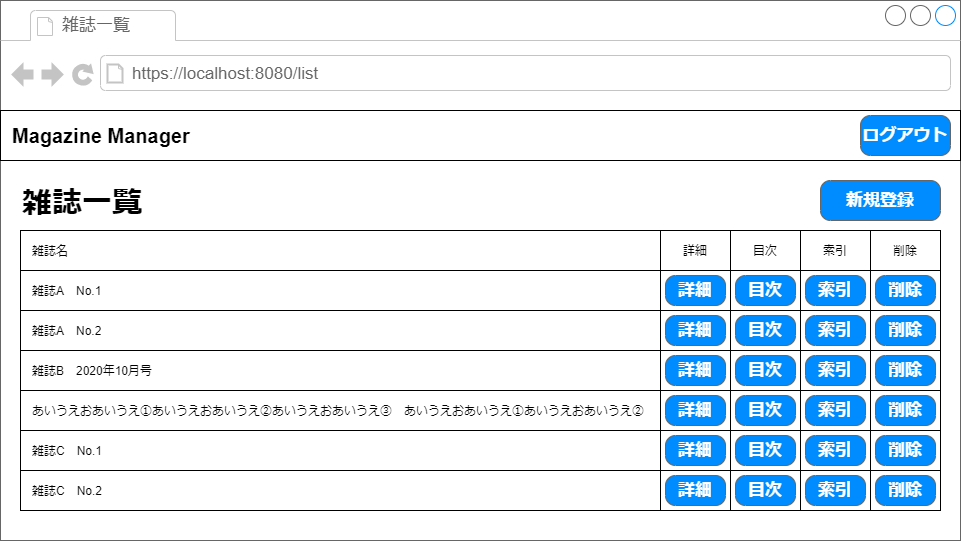 雑誌一覧
https://localhost:8080/list
Magazine Manager ログアウト
雑誌一覧 新規登録
雑誌名 詳細 目次 索引 削除
雑誌A　No.1 詳細 目次 索引 削除
雑誌A　No.2 詳細 目次 索引 削除
雑誌B　2020年10月号 詳細 目次 索引 削除
あいうえおあいうえ①あいうえおあいうえ②あいうえおあいうえ③　あいうえおあいうえ①あいうえおあいうえ② 詳細 目次 索引 削除
雑誌C　No.1 詳細 目次 索引 削除
雑誌C　No.2 詳細 目次 索引 削除